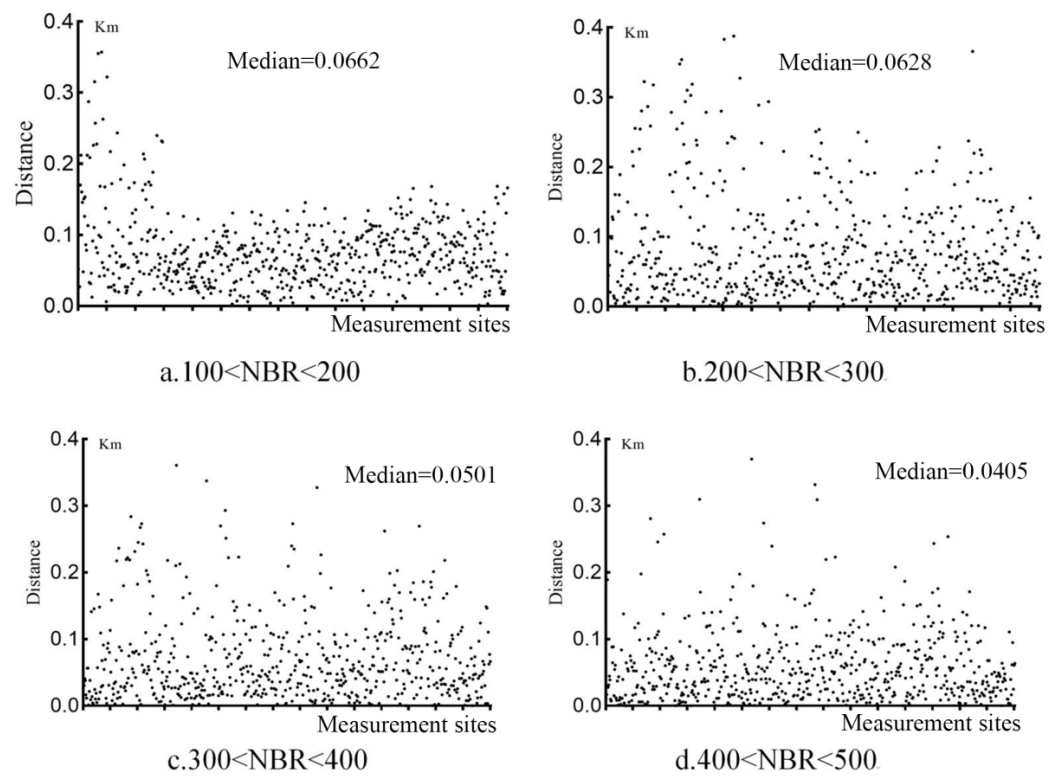 0.4
Km
Median=0.0662
0.3
Distance
0.2
0.1
0.0
Measurement sites
a.100<NBR<200
0.4
Km
Median=0.0628
0.3
Distance
0.2
0.1
0.0
Measurement sites
b.200<NBR<300
0.4
Km
Median=0.0501
0.3
Distance
0.2
0.1
0.0
Measurement sites
c.300<NBR<400
0.4
Km
Median=0.0405
0.3
Distance
0.2
0.1
0.0
Measurement sites
d.400<NBR<500